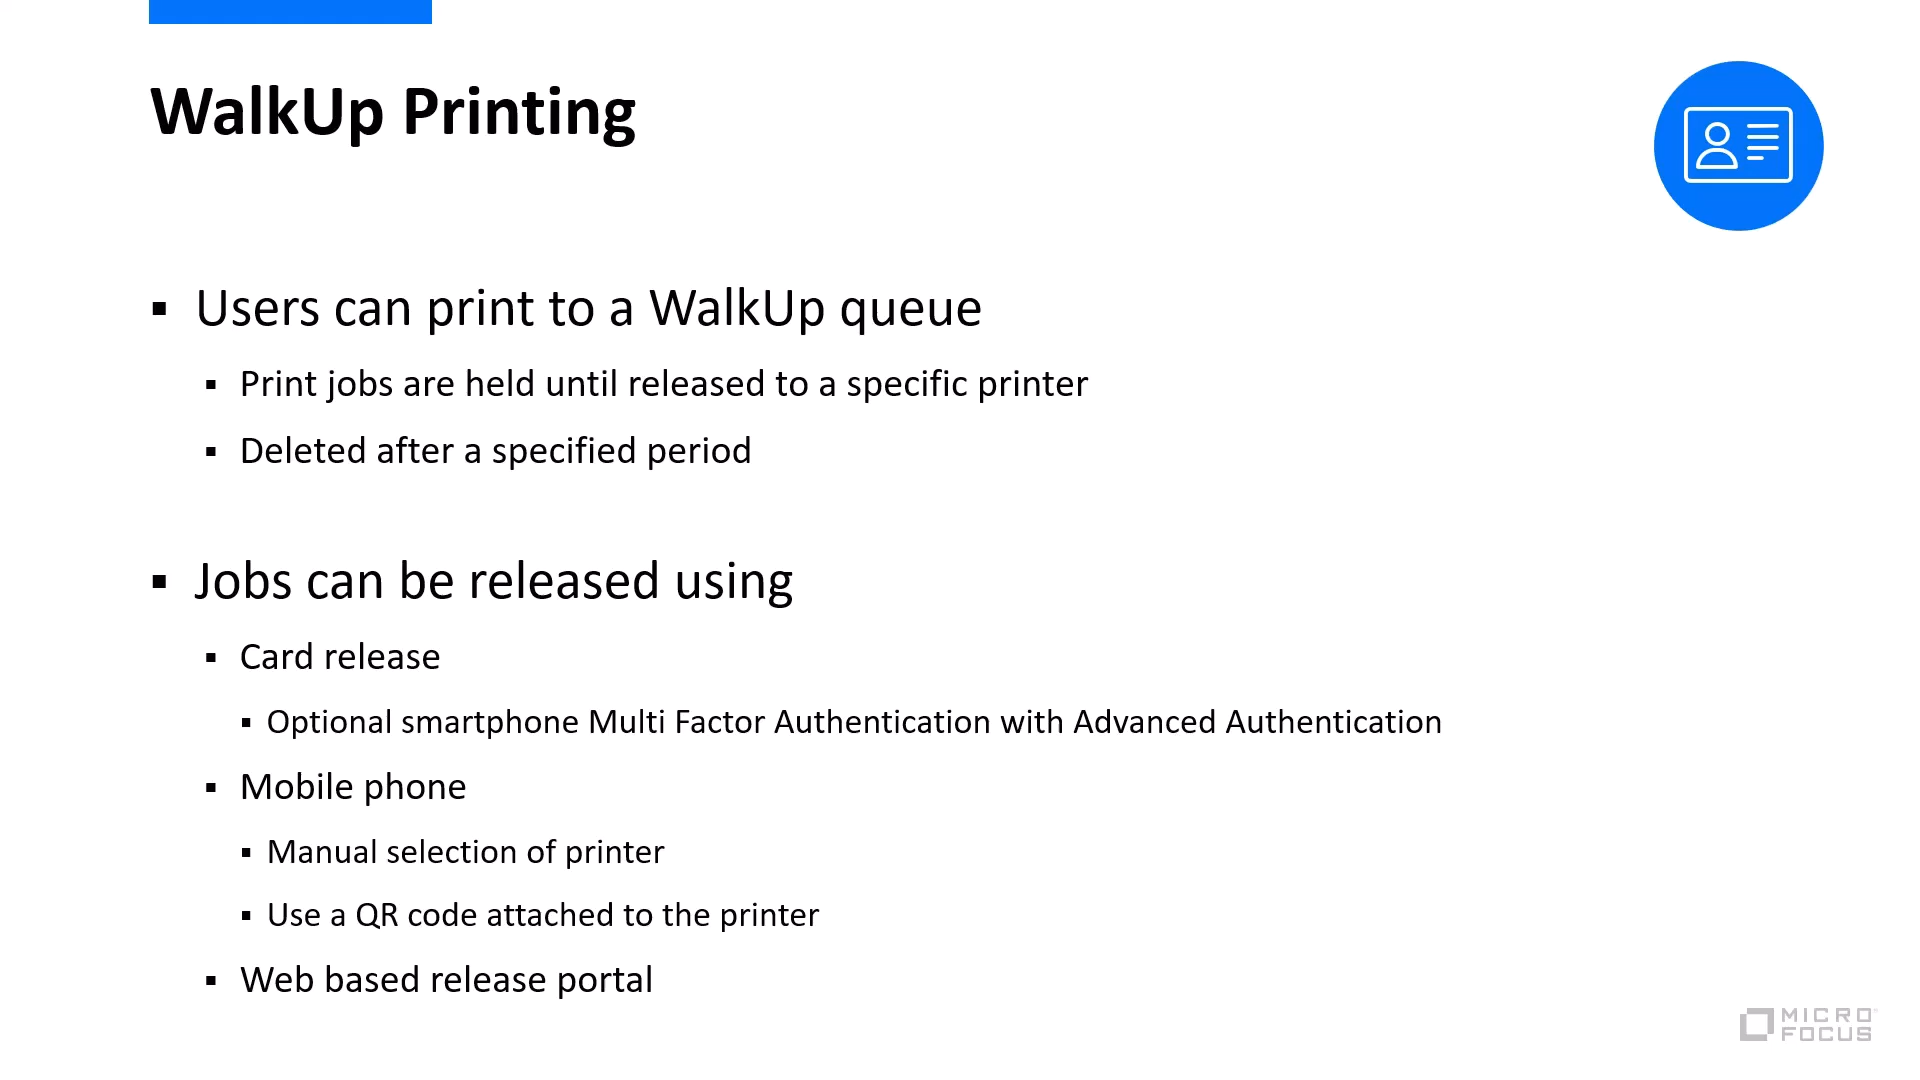 WalkUp Printing
▪ Users can print to a WalkUp queue
▪ Print jobs are held until released to a specific printer
▪ Deleted after a specified period
▪ Jobs can be released using
▪ Card release
▪ Optional smartphone Multi Factor Authentication with Advanced Authentication
▪ Mobile phone
▪ Manual selection of printer
▪ Use a QR code attached to the printer
▪ Web based release portal
MICRO
FOCUS